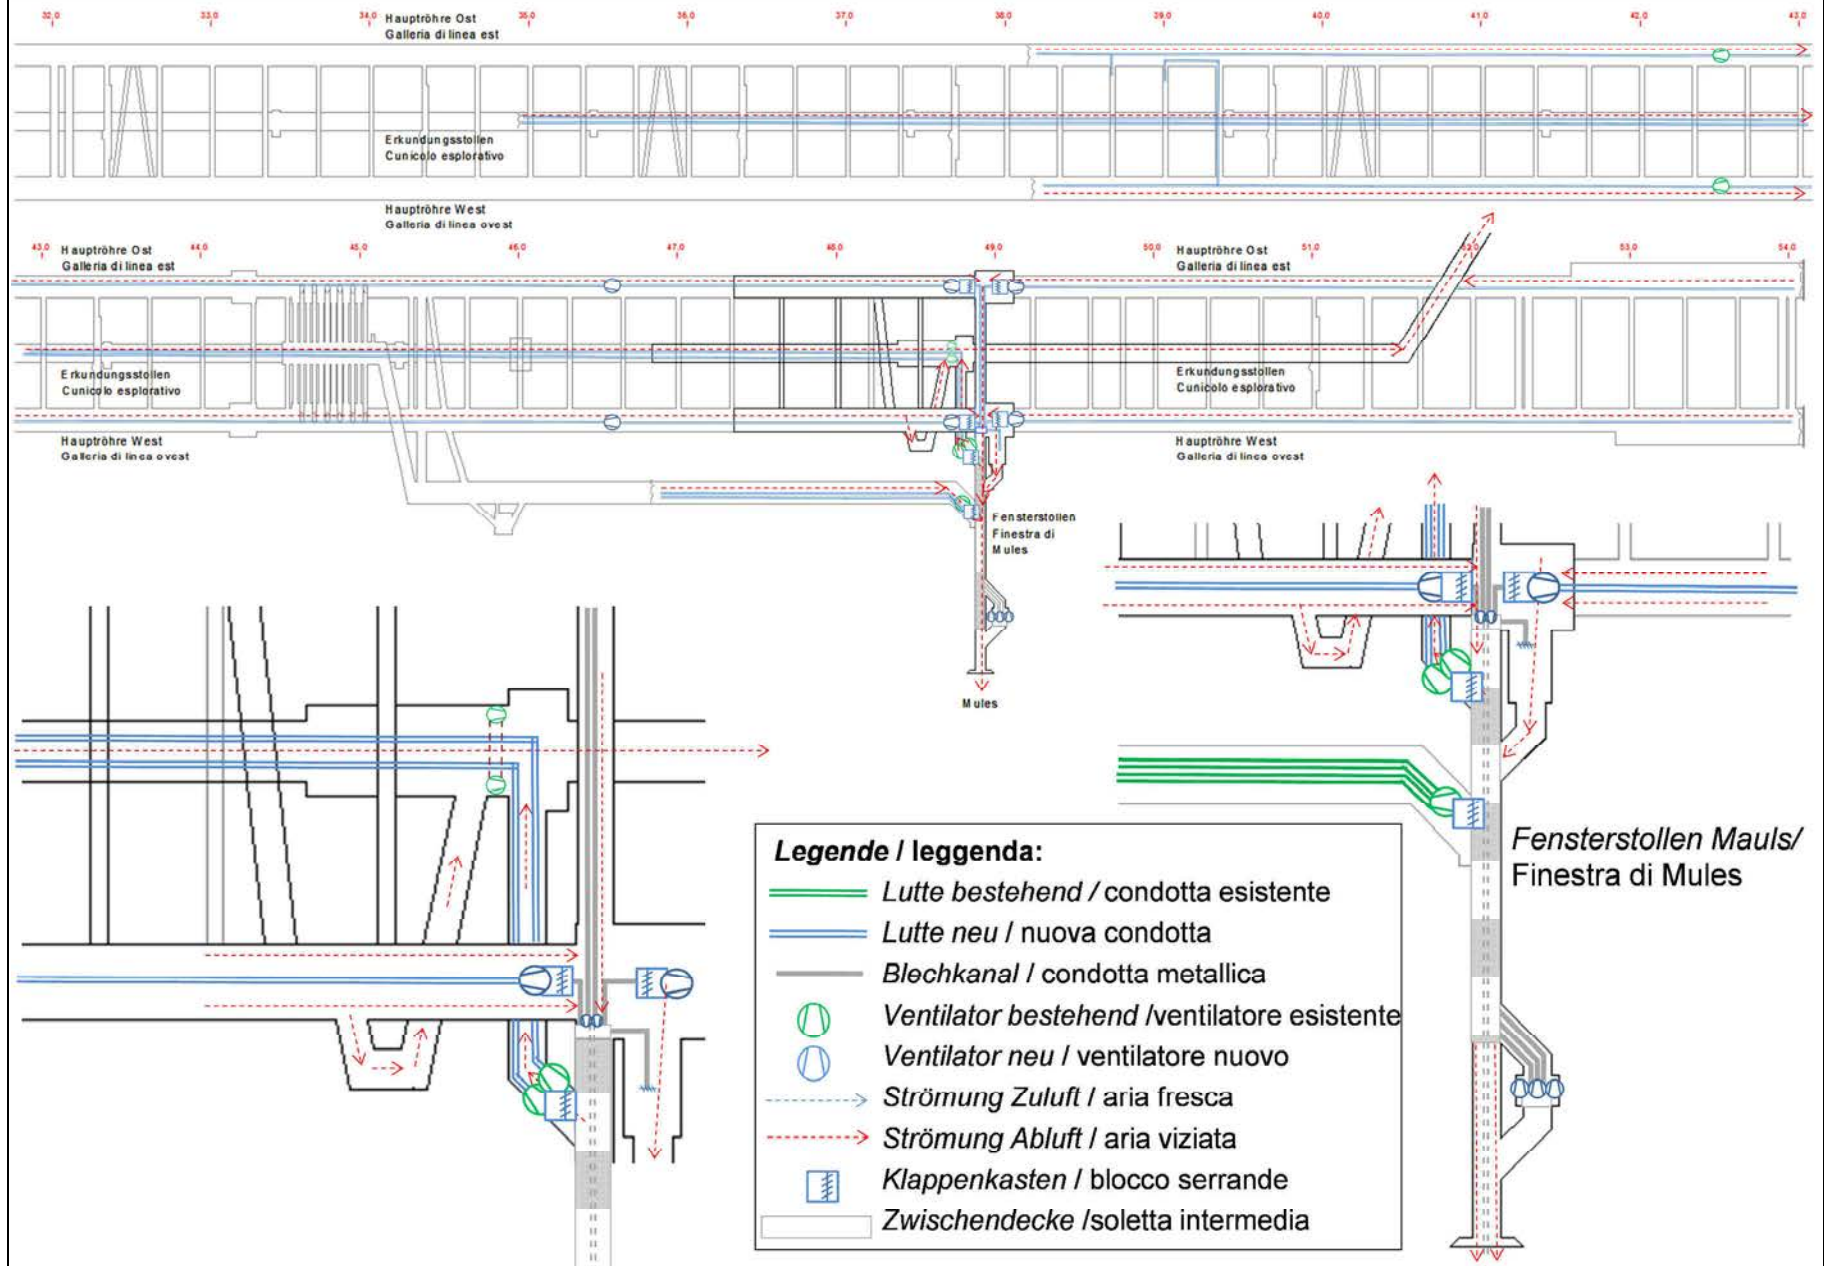 32,0 33,0 34,0 35,0 36,0 37,0 38,0 39,0 40,0 41,0 42,0 43,0
Hauptröhre Ost
Galleria di linea est
Erkundungsstollen
Cunicolo esplorativo
Hauptröhre West
Galleria di linea ovest
43,0 44,0 45,0 46,0 47,0 48,0 49,0 50,0 51,0 52,0 53,0 54,0
Hauptröhre Ost
Galleria di linea est
Hauptröhre Ost
Galleria di linea est
Erkundungsstollen
Cunicolo esplorativo
Erkundungsstollen
Cunicolo esplorativo
Hauptröhre West
Galleria di linea ovest
Hauptröhre West
Galleria di linea ovest
Fensterstollen
Finestra di
Mules
Mules
Fensterstollen Mauls/
Finestra di Mules
Legende / leggenda:
Lutte bestehend / condotta esistente
Lutte neu / nuova condotta
Blechkanal / condotta metallica
Ventilator bestehend /ventilatore esistente
Ventilator neu / ventilatore nuovo
Strömung Zuluft / aria fresca
Strömung Abluft / aria viziata
Klappenkasten / blocco serrande
Zwischendecke /soletta intermedia